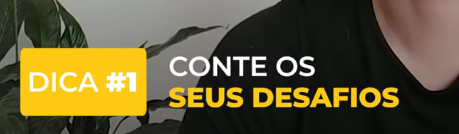 DICA #1
CONTE OS
SEUS DESAFIOS